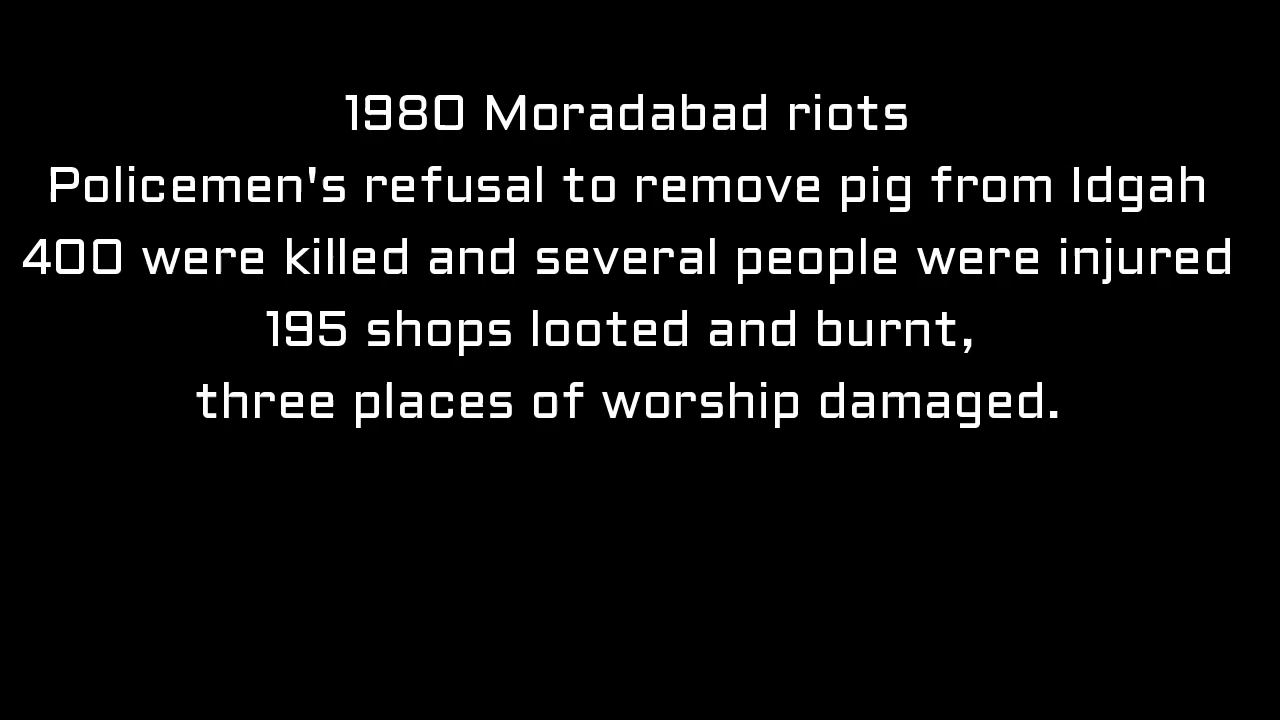 1980 Moradabad riots
Policemen's refusal to remove pig from Idgah
400 were killed and several people were injured
195 shops looted and burnt,
three places of worship damaged.